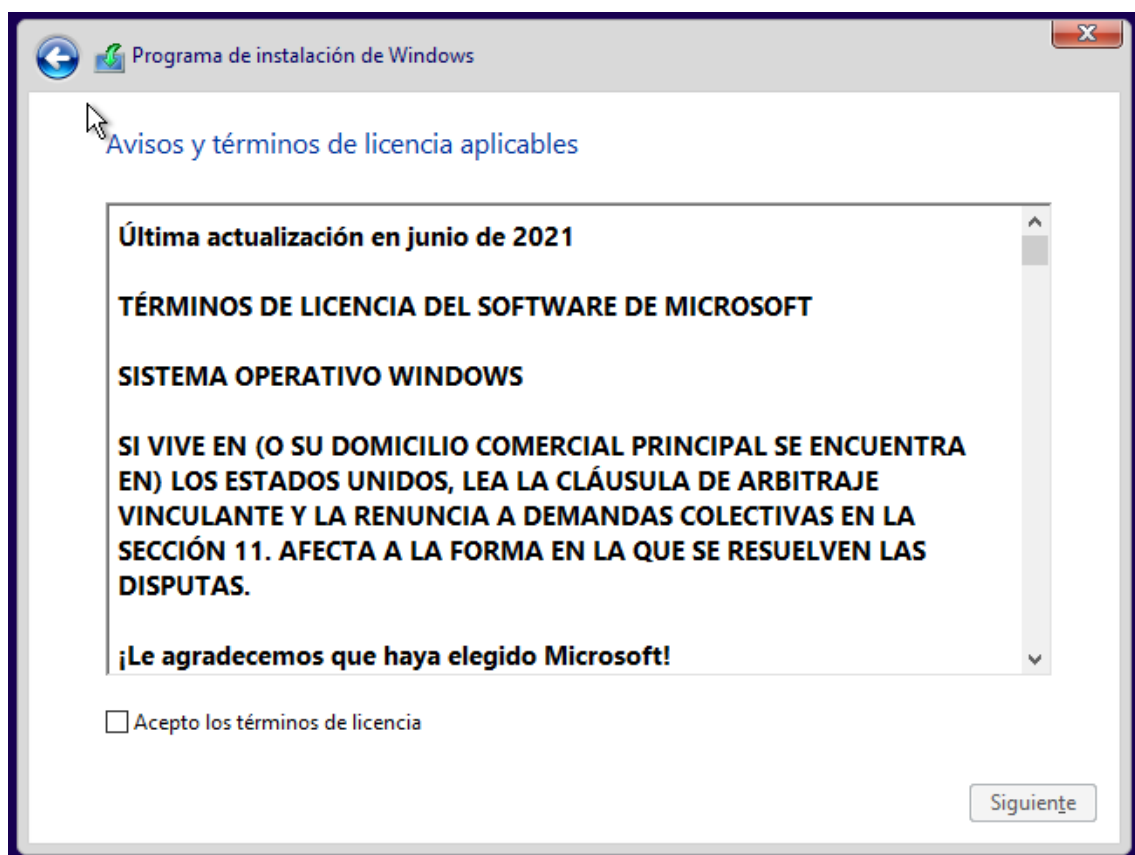 Programa de instalación de Windows
Avisos y términos de licencia aplicables
Última actualización en junio de 2021
TÉRMINOS DE LICENCIA DEL SOFTWARE DE MICROSOFT
SISTEMA OPERATIVO WINDOWS
SI VIVE EN (O SU DOMICILIO COMERCIAL PRINCIPAL SE ENCUENTRA
EN) LOS ESTADOS UNIDOS, LEA LA CLÁUSULA DE ARBITRAJE
VINCULANTE Y LA RENUNCIA A DEMANDAS COLECTIVAS EN LA
SECCIÓN 11. AFECTA A LA FORMA EN LA QUE SE RESUELVEN LAS
DISPUTAS.
¡Le agradecemos que haya elegido Microsoft!
Acepto los términos de licencia
Siguiente